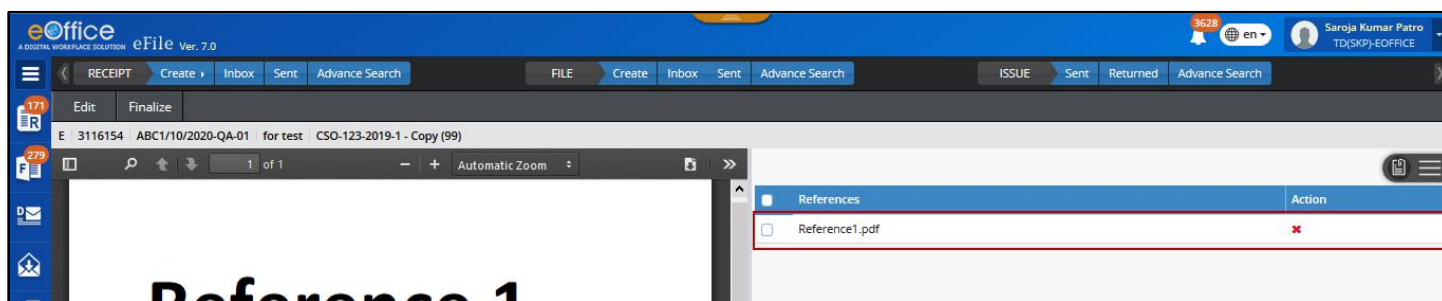 eOffice
A DIGITAL WORKPLACE SOLUTION eFile Ver. 7.0
3628
en
Saroja Kumar Patro
TD(SKP)-EOFFICE
RECEIPT Create Inbox Sent Advance Search FILE Create Inbox Sent Advance Search ISSUE Sent Returned Advance Search
171
R
Edit Finalize
E 3116154 ABC1/10/2020-QA-01 for test CSO-123-2019-1 - Copy (99)
279
F
1 of 1 Automatic Zoom
References Action
D
Reference1.pdf
Reference 1